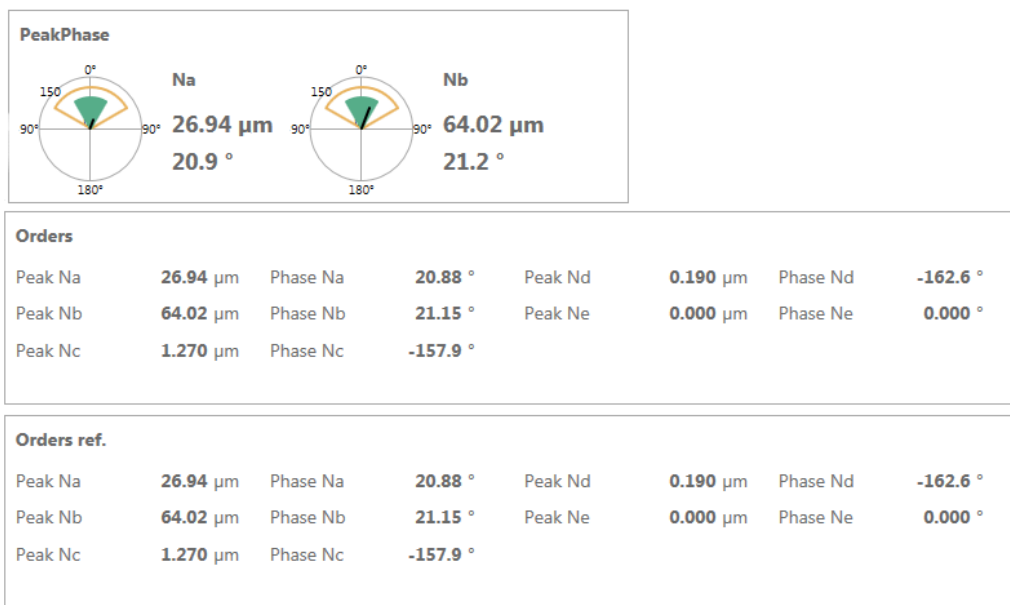 PeakPhase
0° Na 0° Nb
150 150
90° 90° 26.94 µm 90° 90° 64.02 µm
20.9 ° 21.2 °
180° 180°
Orders
Peak Na 26.94 µm Phase Na 20.88 ° Peak Nd 0.190 µm Phase Nd -162.6 °
Peak Nb 64.02 µm Phase Nb 21.15 ° Peak Ne 0.000 µm Phase Ne 0.000 °
Peak Nc 1.270 µm Phase Nc -157.9 °
Orders ref.
Peak Na 26.94 µm Phase Na 20.88 ° Peak Nd 0.190 µm Phase Nd -162.6 °
Peak Nb 64.02 µm Phase Nb 21.15 ° Peak Ne 0.000 µm Phase Ne 0.000 °
Peak Nc 1.270 µm Phase Nc -157.9 °